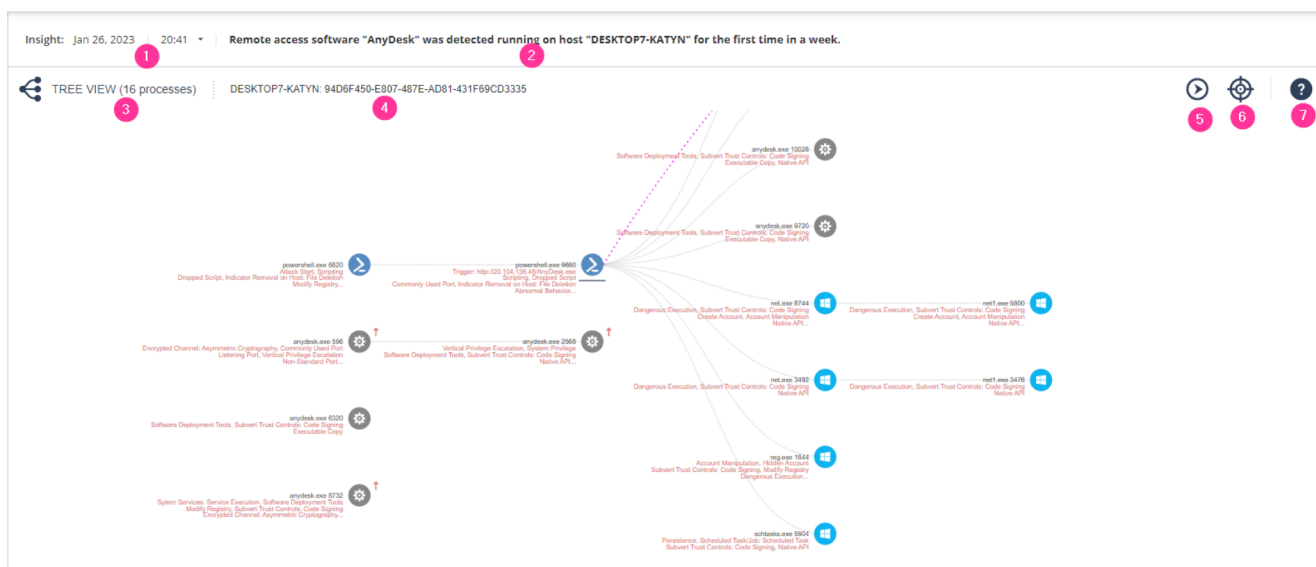 Insight: Jan 26, 2023 20:41 Remote access software "AnyDesk" was detected running on host "DESKTOP7-KATYN" for the first time in a week.
1 2
TREE VIEW (16 processes) DESKTOP7-KATYN: 94D6F450-E807-487E-AD81-431F69CD3335 ?
3 4 5 6 7
anydesk.exe 10026
Software Deployment Tools, Subvert Trust Controls: Code Signing
Executable Copy, Native API
anydesk.exe 9720
Software Deployment Tools, Subvert Trust Controls: Code Signing
Executable Copy, Native API
powershell.exe 6820
Attack Start, Scripting
Dropped Script, Indicator Removal on Host: File Deletion
Modify Registry...
powershell.exe 9660
Trigger: http://20.104.136.48/AnyDesk.exe
Scripting, Dropped Script
Commonly Used Port, Indicator Removal on Host: File Deletion
Abnormal Behavior...
net.exe 8744
Dangerous Execution, Subvert Trust Controls: Code Signing
Create Account, Account Manipulation
Native API...
net1.exe 5800
Dangerous Execution, Subvert Trust Controls: Code Signing
Create Account, Account Manipulation
Native API...
anydesk.exe 596
Encrypted Channel: Asymmetric Cryptography, Commonly Used Port
Listening Port, Vertical Privilege Escalation
Non-Standard Port...
anydesk.exe 2568
Vertical Privilege Escalation, System Privilege
Software Deployment Tools, Subvert Trust Controls: Code Signing
Native API...
net.exe 3492
Dangerous Execution, Subvert Trust Controls: Code Signing
Native API
net1.exe 3476
Dangerous Execution, Subvert Trust Controls: Code Signing
Native API
anydesk.exe 6320
Software Deployment Tools, Subvert Trust Controls: Code Signing
Executable Copy
reg.exe 1844
Account Manipulation, Hidden Account
Subvert Trust Controls: Code Signing, Modify Registry
Dangerous Execution...
anydesk.exe 8732
Sytem Services: Service Execution, Software Deployment Tools
Modify Registry, Subvert Trust Controls, Code Signing
Encrypted Channel, Asymmetric Cryptography...
schtasks.exe 5904
Persistence, Scheduled Task/Job: Scheduled Task
Subvert Trust Controls: Code Signing, Native API